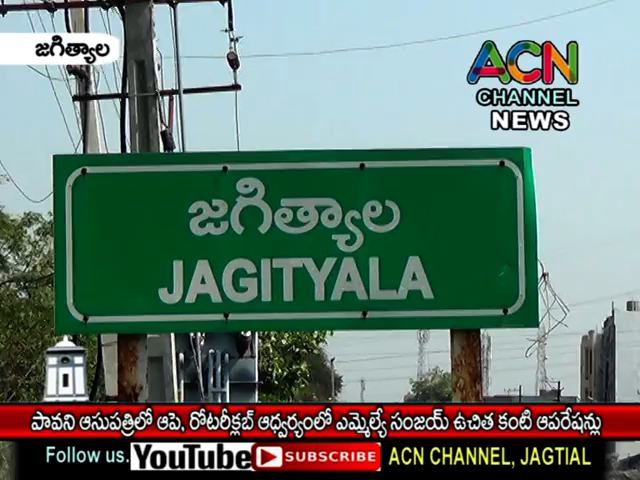 జగిత్యాల
ACN
CHANNEL
NEWS
జగిత్యాల
JAGITYALA
పావని ఆసుపత్రిలో ఆపి, రోటరీక్లబ్ ఆధ్వర్యంలో ఎమ్మెల్యే సంజయ్ ఉచిత కంటి ఆపరేషన్లు
Follow us. YouTube SUBSCRIBE ACN CHANNEL, JAGTIAL